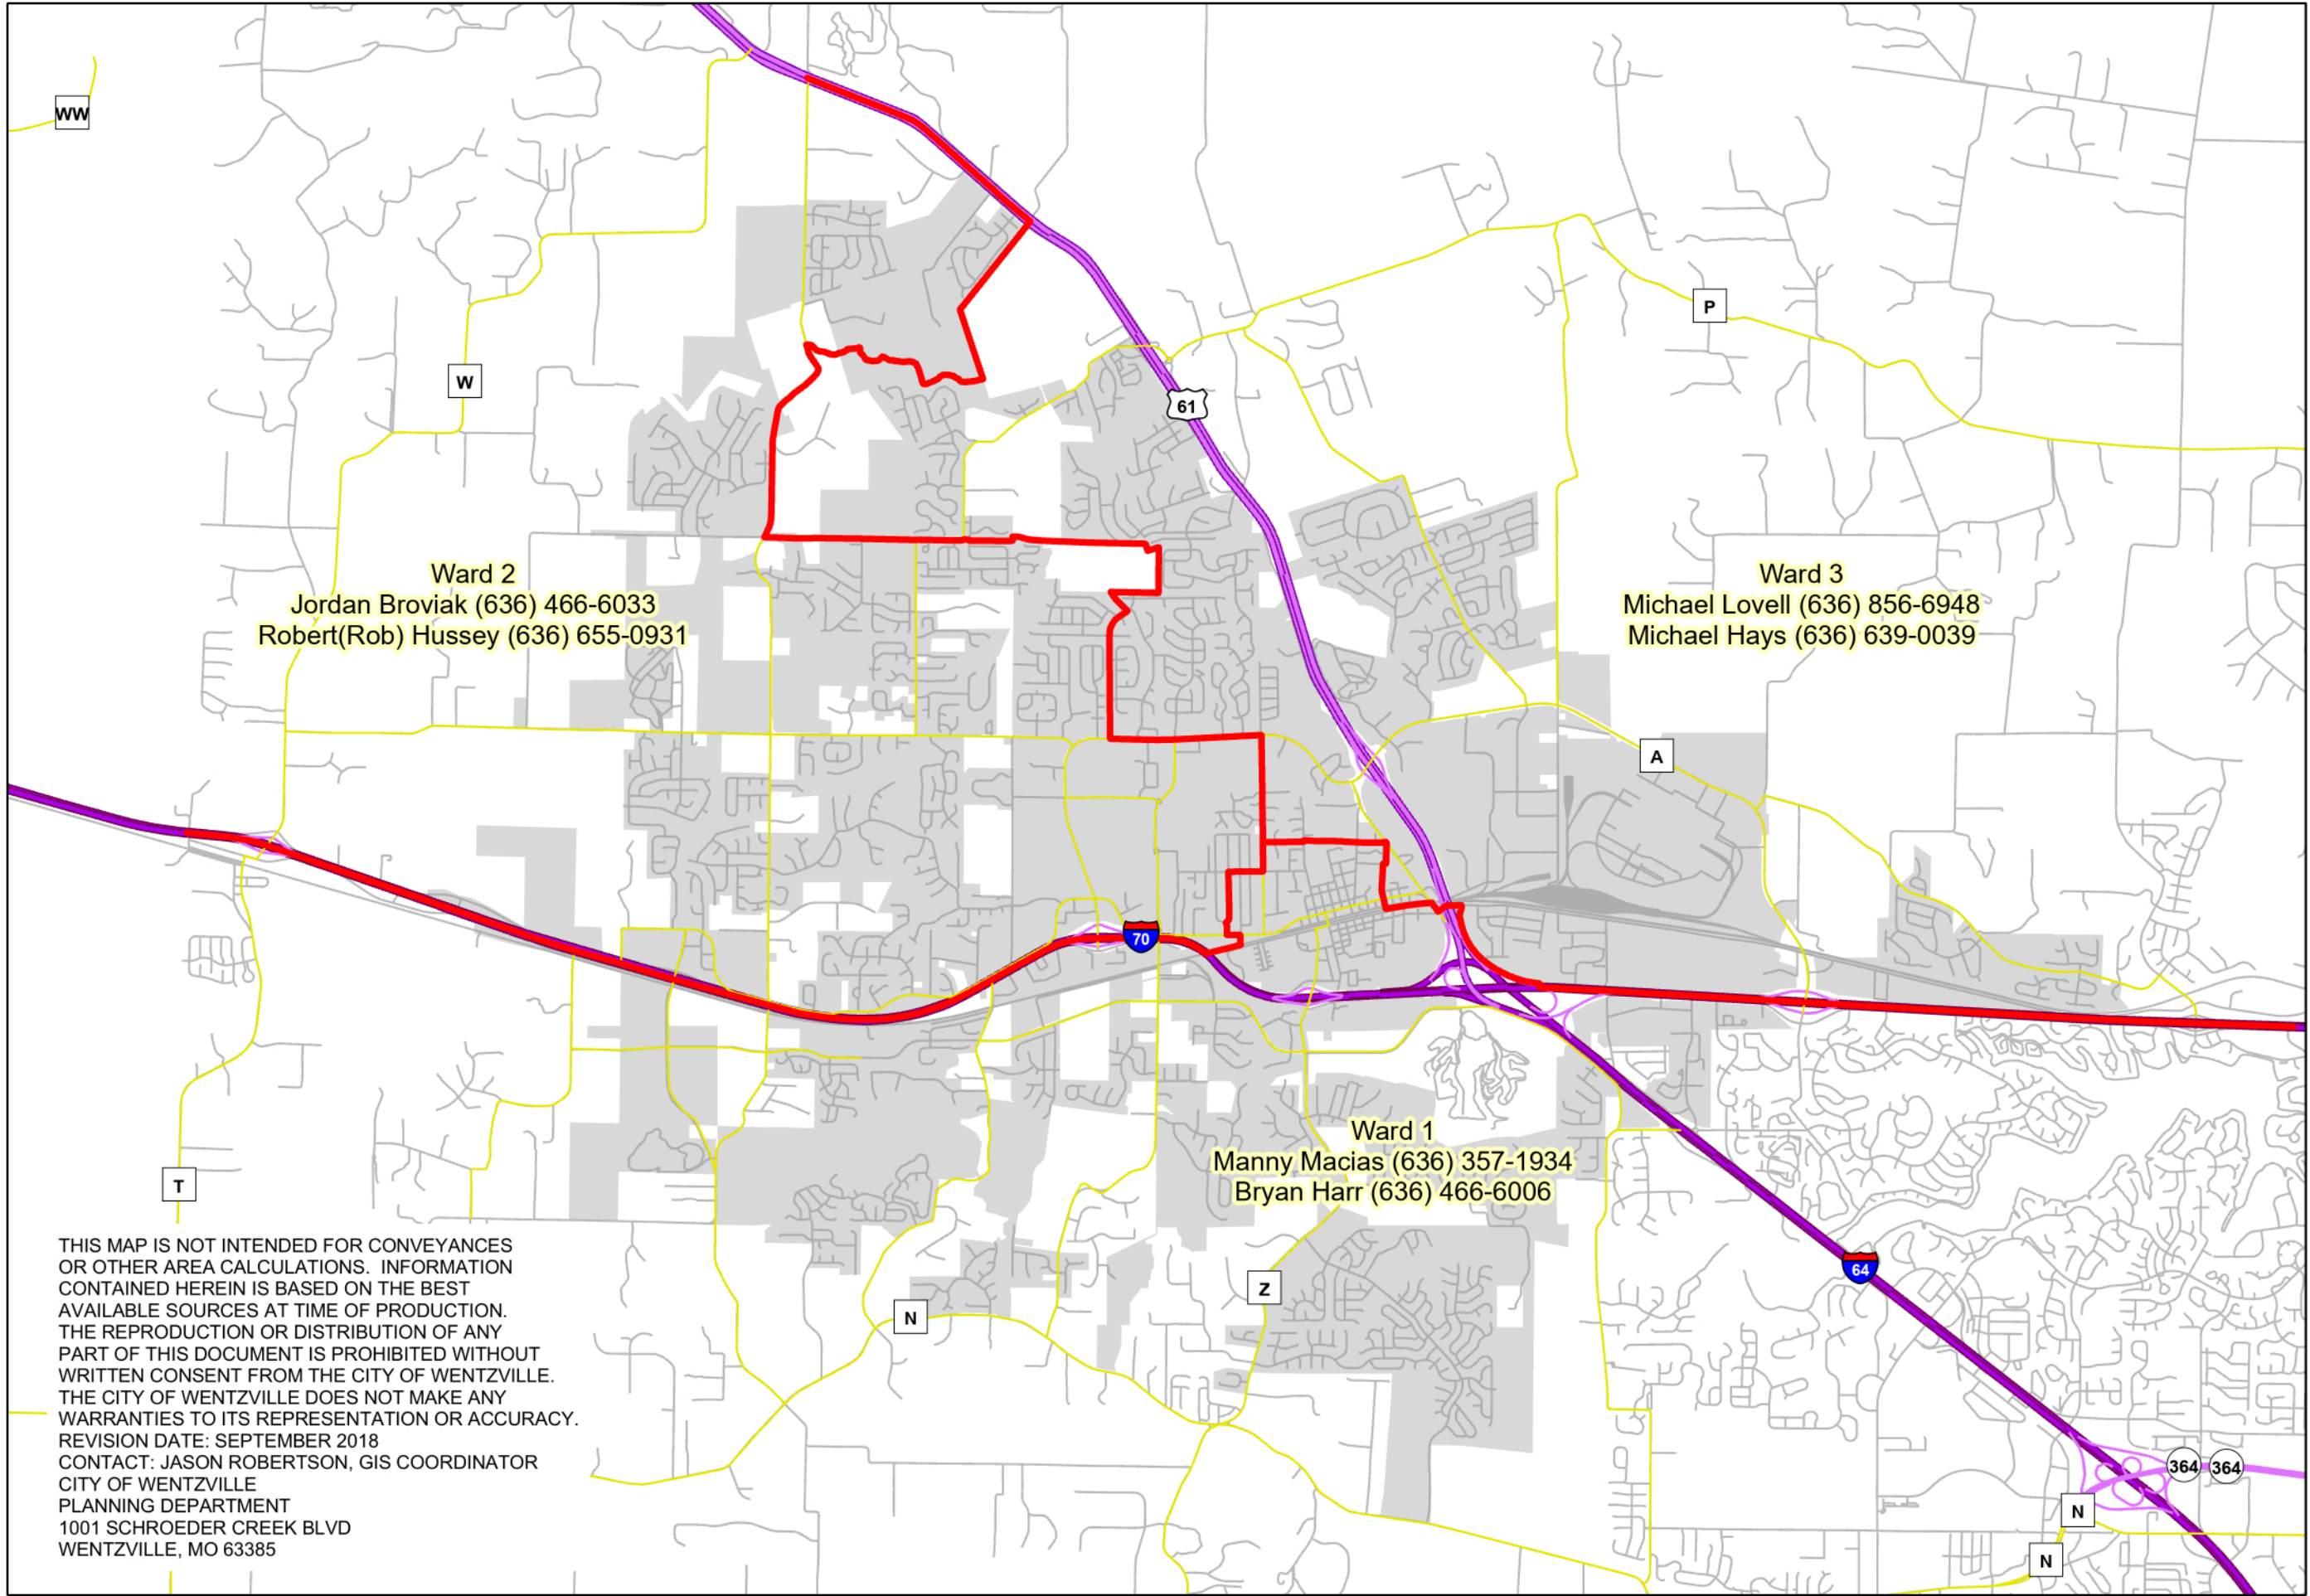 WW
61
P
W
Ward 2
Jordan Broviak (636) 466-6033
Robert(Rob) Hussey (636) 655-0931
Ward 3
Michael Lovell (636) 856-6948
Michael Hays (636) 639-0039
A
70
Ward 1
Manny Macias (636) 357-1934
Bryan Harr (636) 466-6006
T
Z
N
64
364
364
N
N
THIS MAP IS NOT INTENDED FOR CONVEYANCES
OR OTHER AREA CALCULATIONS. INFORMATION
CONTAINED HEREIN IS BASED ON THE BEST
AVAILABLE SOURCES AT TIME OF PRODUCTION.
THE REPRODUCTION OR DISTRIBUTION OF ANY
PART OF THIS DOCUMENT IS PROHIBITED WITHOUT
WRITTEN CONSENT FROM THE CITY OF WENTZVILLE.
THE CITY OF WENTZVILLE DOES NOT MAKE ANY
WARRANTIES TO ITS REPRESENTATION OR ACCURACY.
REVISION DATE: SEPTEMBER 2018
CONTACT: JASON ROBERTSON, GIS COORDINATOR
CITY OF WENTZVILLE
PLANNING DEPARTMENT
1001 SCHROEDER CREEK BLVD
WENTZVILLE, MO 63385